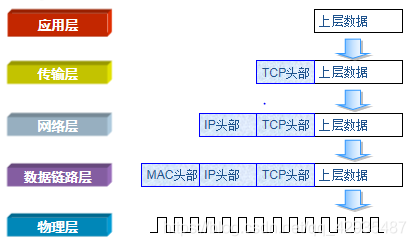 应用层 上层数据
传输层 TCP头部 上层数据
网络层 IP头部 TCP头部 上层数据
数据链路层 MAC头部 IP头部 TCP头部 上层数据
物理层